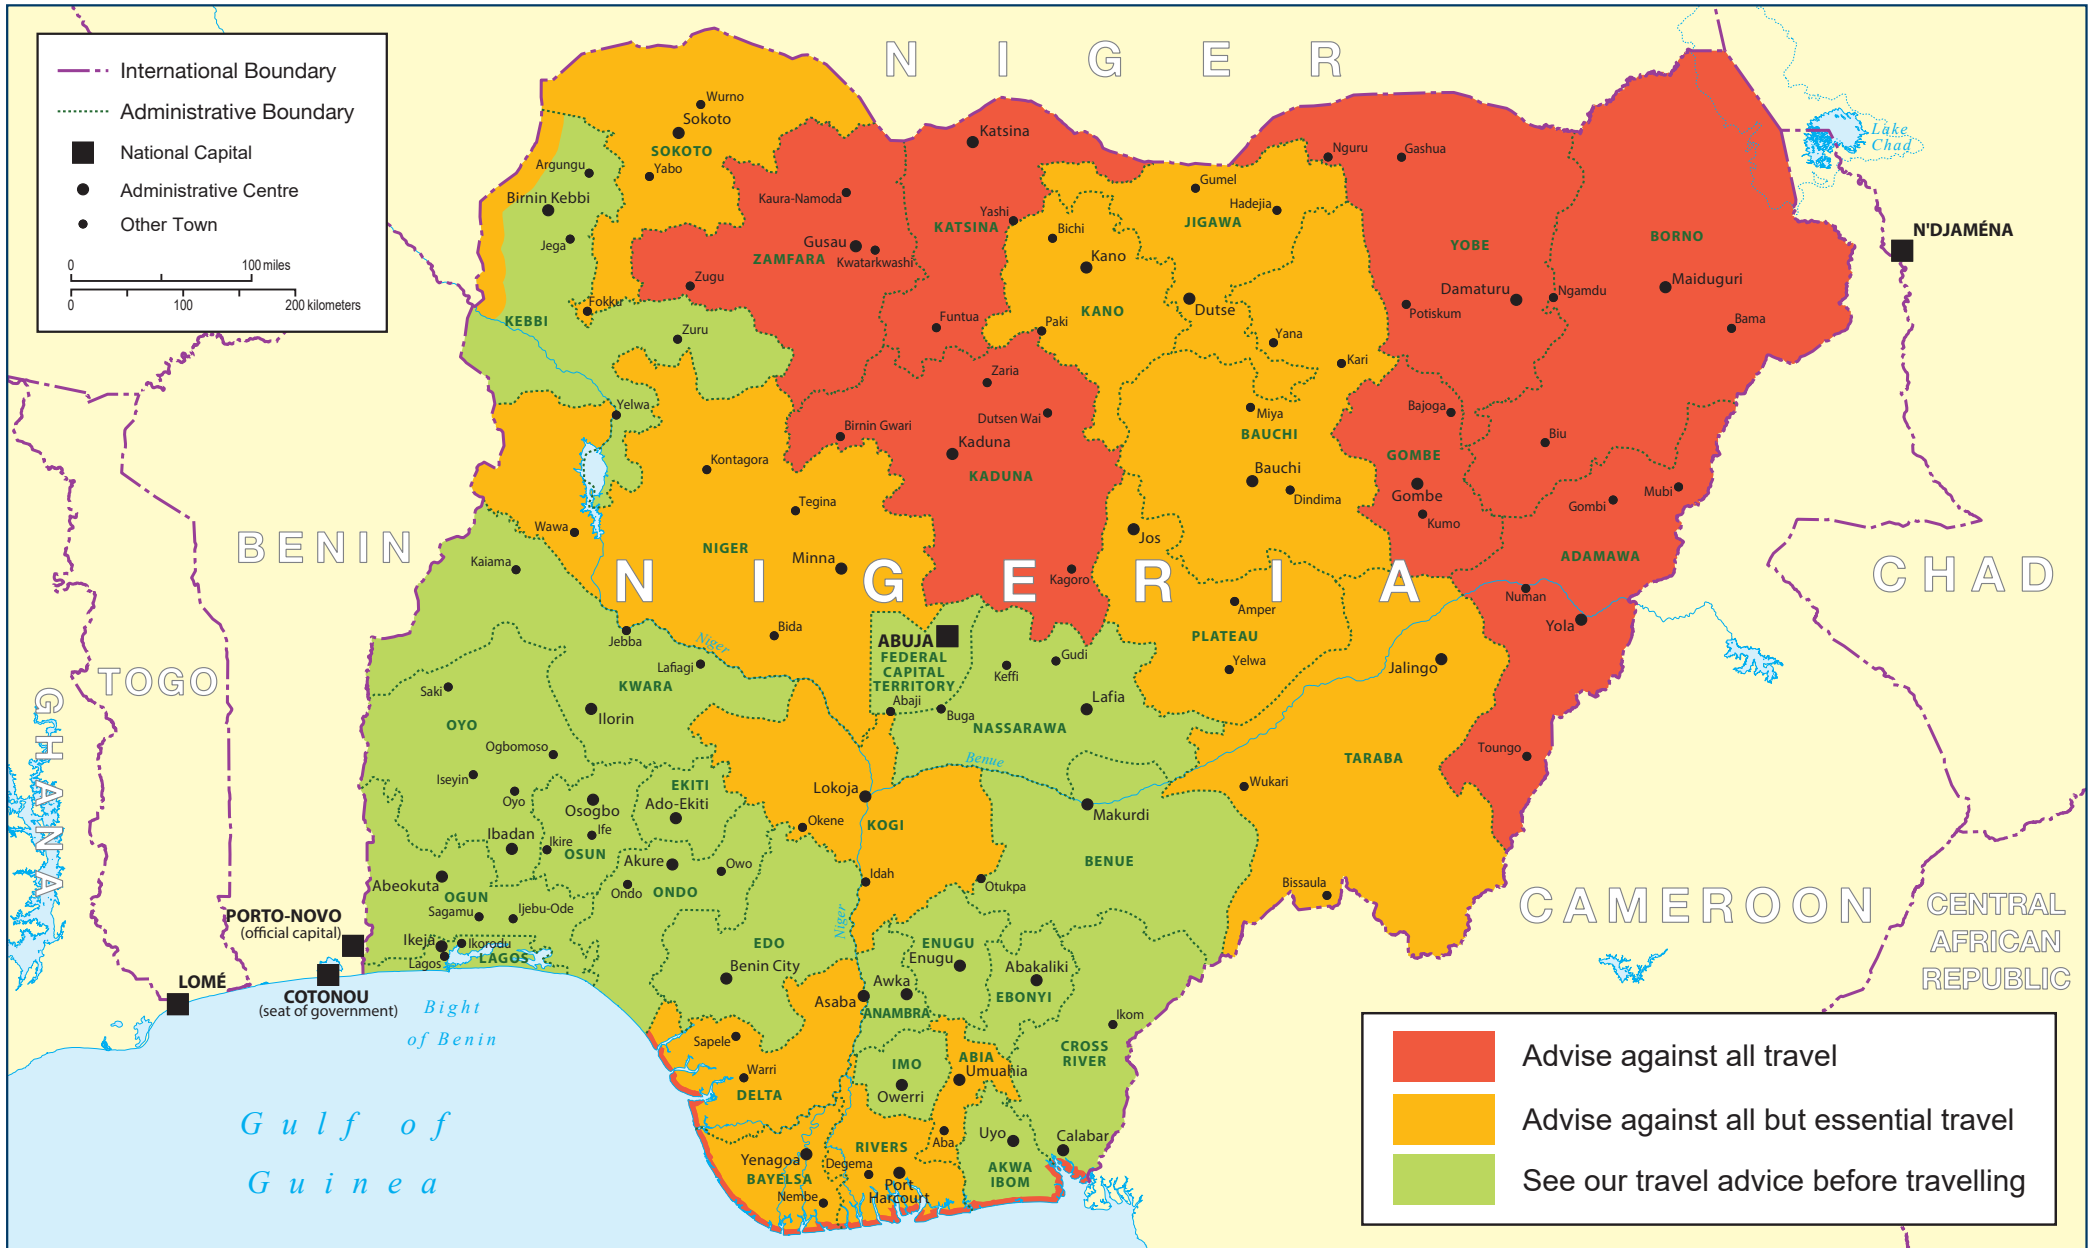 International Boundary
Administrative Boundary
National Capital
Administrative Centre
Other Town
0 100 miles
0 100 200 kilometers
N I G E R
Wurno
Sokoto
SOKOTO
Yabo
Argungu
Birnin Kebbi
Jega
Fokku
KEBBI
Zuru
Yelwa
Kaura-Namoda
Gusau
Kwatarkwashi
ZAMFARA
Zugu
Katsina
KATSINA
Yashi
Funtua
Bichi
Kano
KANO
Paki
Gumel
Hadejia
JIGAWA
Dutse
Yana
Kari
Nguru
Gashua
YOBE
Damaturu
Potiskum
Ngamdu
BORNO
Maiduguri
Bama
Biu
Lake
Chad
N'DJAMÉNA
Zaria
Dutsen Wai
Birnin Gwari
Kaduna
KADUNA
Kagoro
Miya
BAUCHI
Bauchi
Dindima
Bajoga
GOMBE
Gombe
Kumo
Gombi
Mubi
ADAMAWA
Numan
Yola
Toungo
Kontagora
Tegina
Wawa
NIGER
Minna
Bida
Jos
Amper
PLATEAU
Yelwa
Jalingo
TARABA
Wukari
Bissaula
N I G E R I A
BENIN
TOGO
GHANA
CHAD
CAMEROON
CENTRAL
AFRICAN
REPUBLIC
Kaiama
Jebba
Niger
Lafiagi
KWARA
Ilorin
Saki
OYO
Ogbomoso
Iseyin
Oyo
ABUJA
FEDERAL
CAPITAL
TERRITORY
Abaji
Buga
Keffi
Gudi
Lafia
NASSARAWA
Benue
Makurdi
BENUE
Otukpa
Lokoja
KOGI
Okene
Idah
Niger
EKITI
Ado-Ekiti
Osogbo
Ife
Ikire
OSUN
Ibadan
Akure
Owo
Ondo
ONDO
Abeokuta
OGUN
Sagamu
Ijebu-Ode
Ikeja
Ikorodu
Lagos
LAGOS
PORTO-NOVO
(official capital)
COTONOU
(seat of government)
LOMÉ
Bight
of Benin
Gulf of
Guinea
EDO
Benin City
Asaba
Sapele
Warri
DELTA
Yenagoa
BAYELSA
Nembe
Degema
RIVERS
Port
Harcourt
Awka
ANAMBRA
ENUGU
Enugu
Abakaliki
EBONYI
IMO
Owerri
ABIA
Umuahia
Aba
Uyo
AKWA
IBOM
Calabar
CROSS
RIVER
Ikom
Advise against all travel
Advise against all but essential travel
See our travel advice before travelling